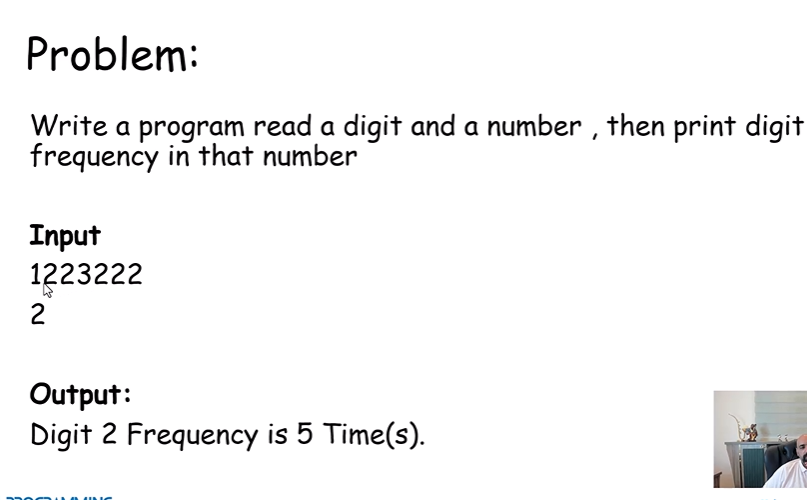 Problem:
Write a program read a digit and a number , then print digit
frequency in that number
Input
1223222
2
Output:
Digit 2 Frequency is 5 Time(s).